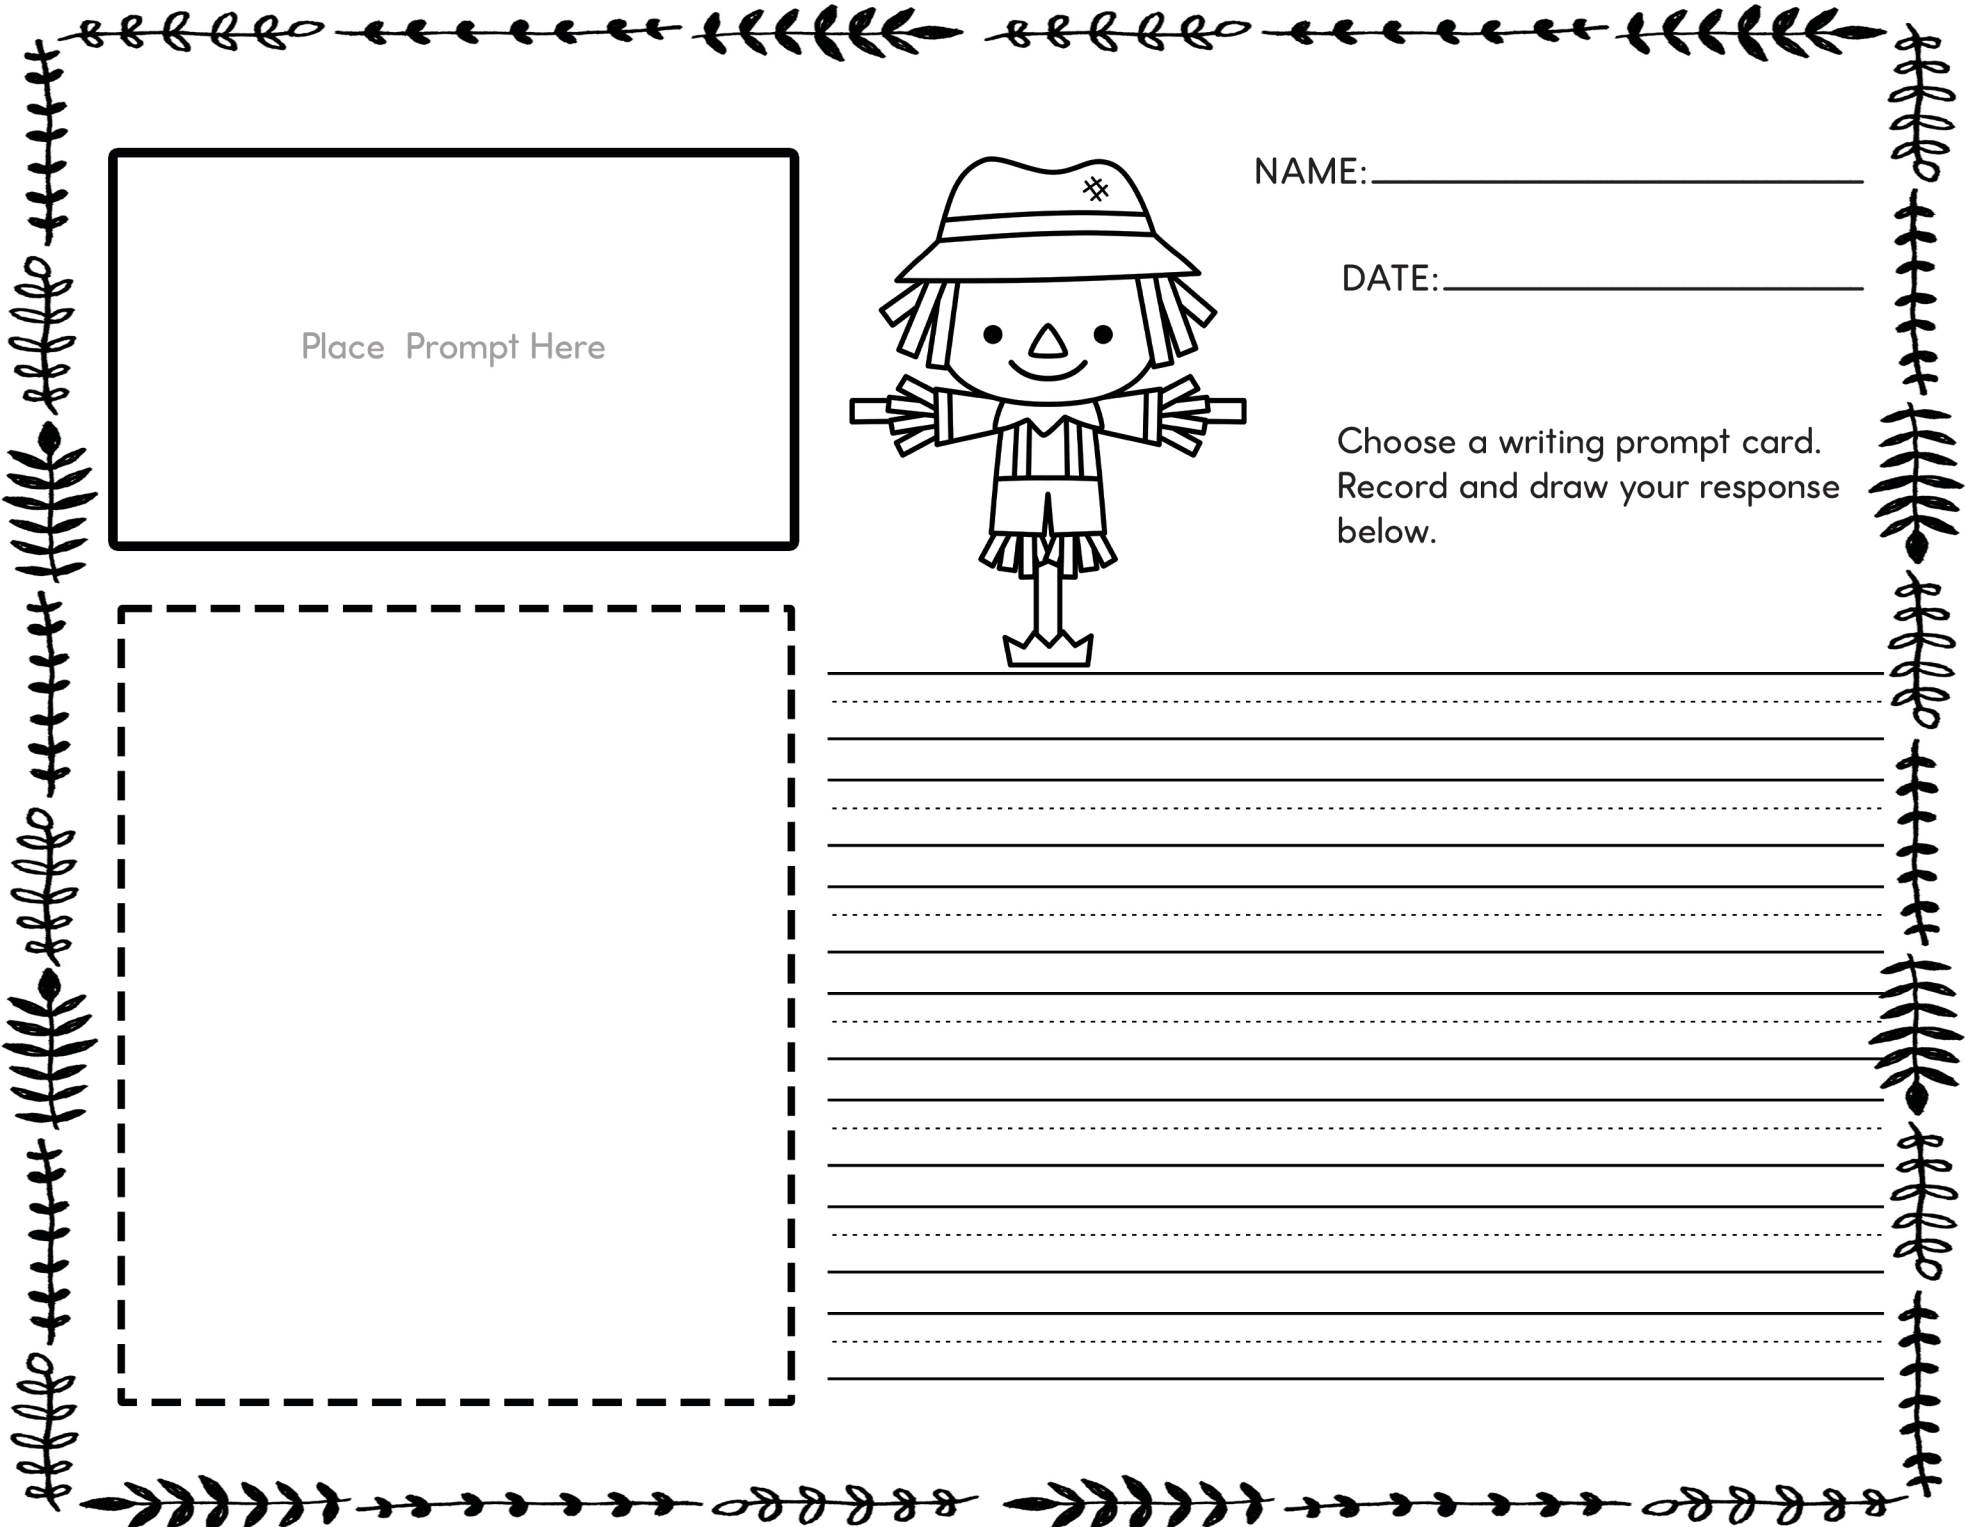 NAME:
DATE:
Place Prompt Here
Choose a writing prompt card.
Record and draw your response
below.